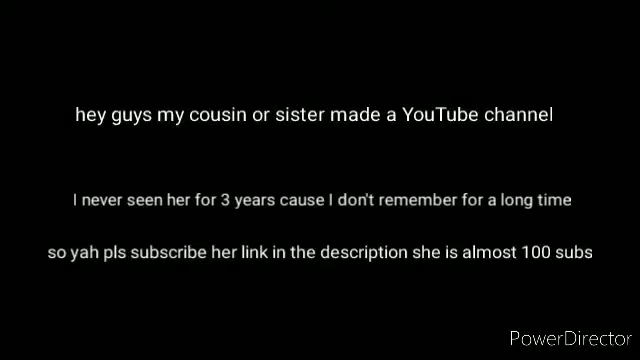 hey guys my cousin or sister made a YouTube channel
I never seen her for 3 years cause I don't remember for a long time
so yah pls subscribe her link in the description she is almost 100 subs
PowerDirector